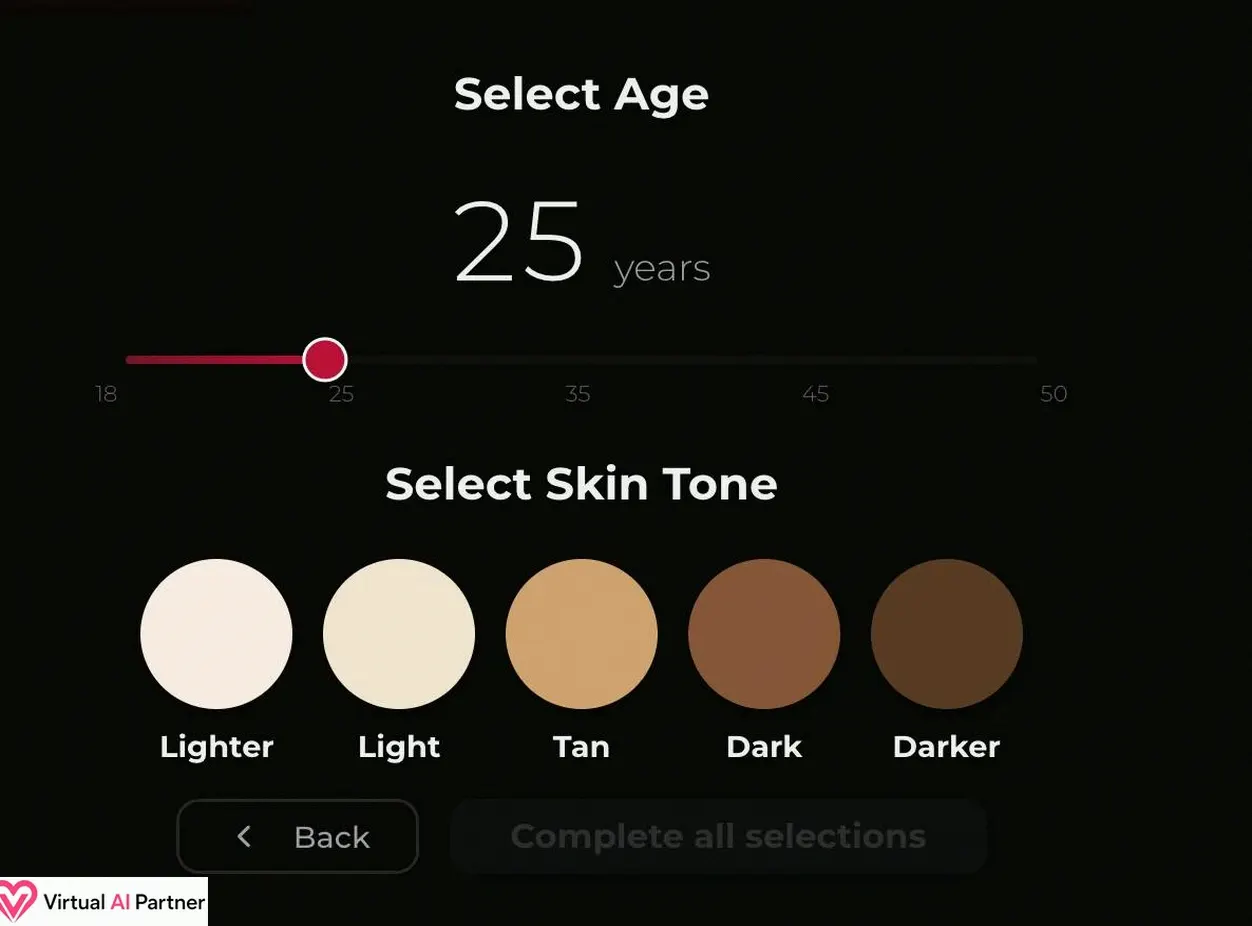 Select Age
25 years
18 25 35 45 50
Select Skin Tone
Lighter Light Tan Dark Darker
Back Complete all selections
Virtual AI Partner